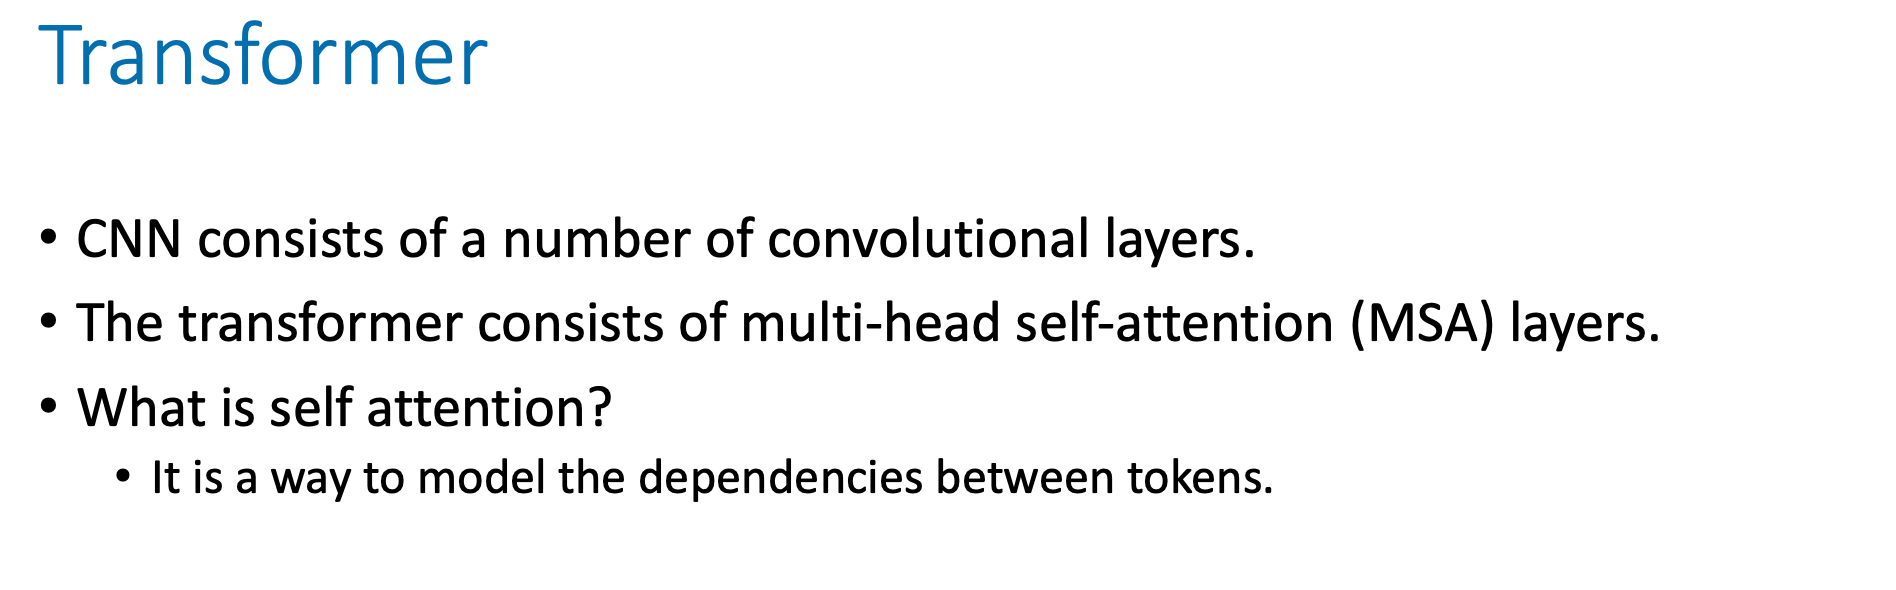 Transformer
• CNN consists of a number of convolutional layers.
• The transformer consists of multi-head self-attention (MSA) layers.
• What is self attention?
• It is a way to model the dependencies between tokens.